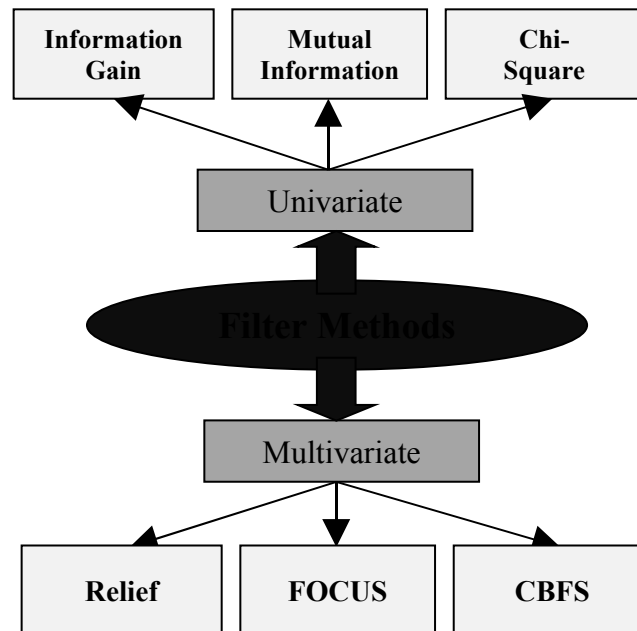 Information
Gain
Mutual
Information
Chi-
Square
Univariate
Filter Methods
Multivariate
Relief
FOCUS
CBFS